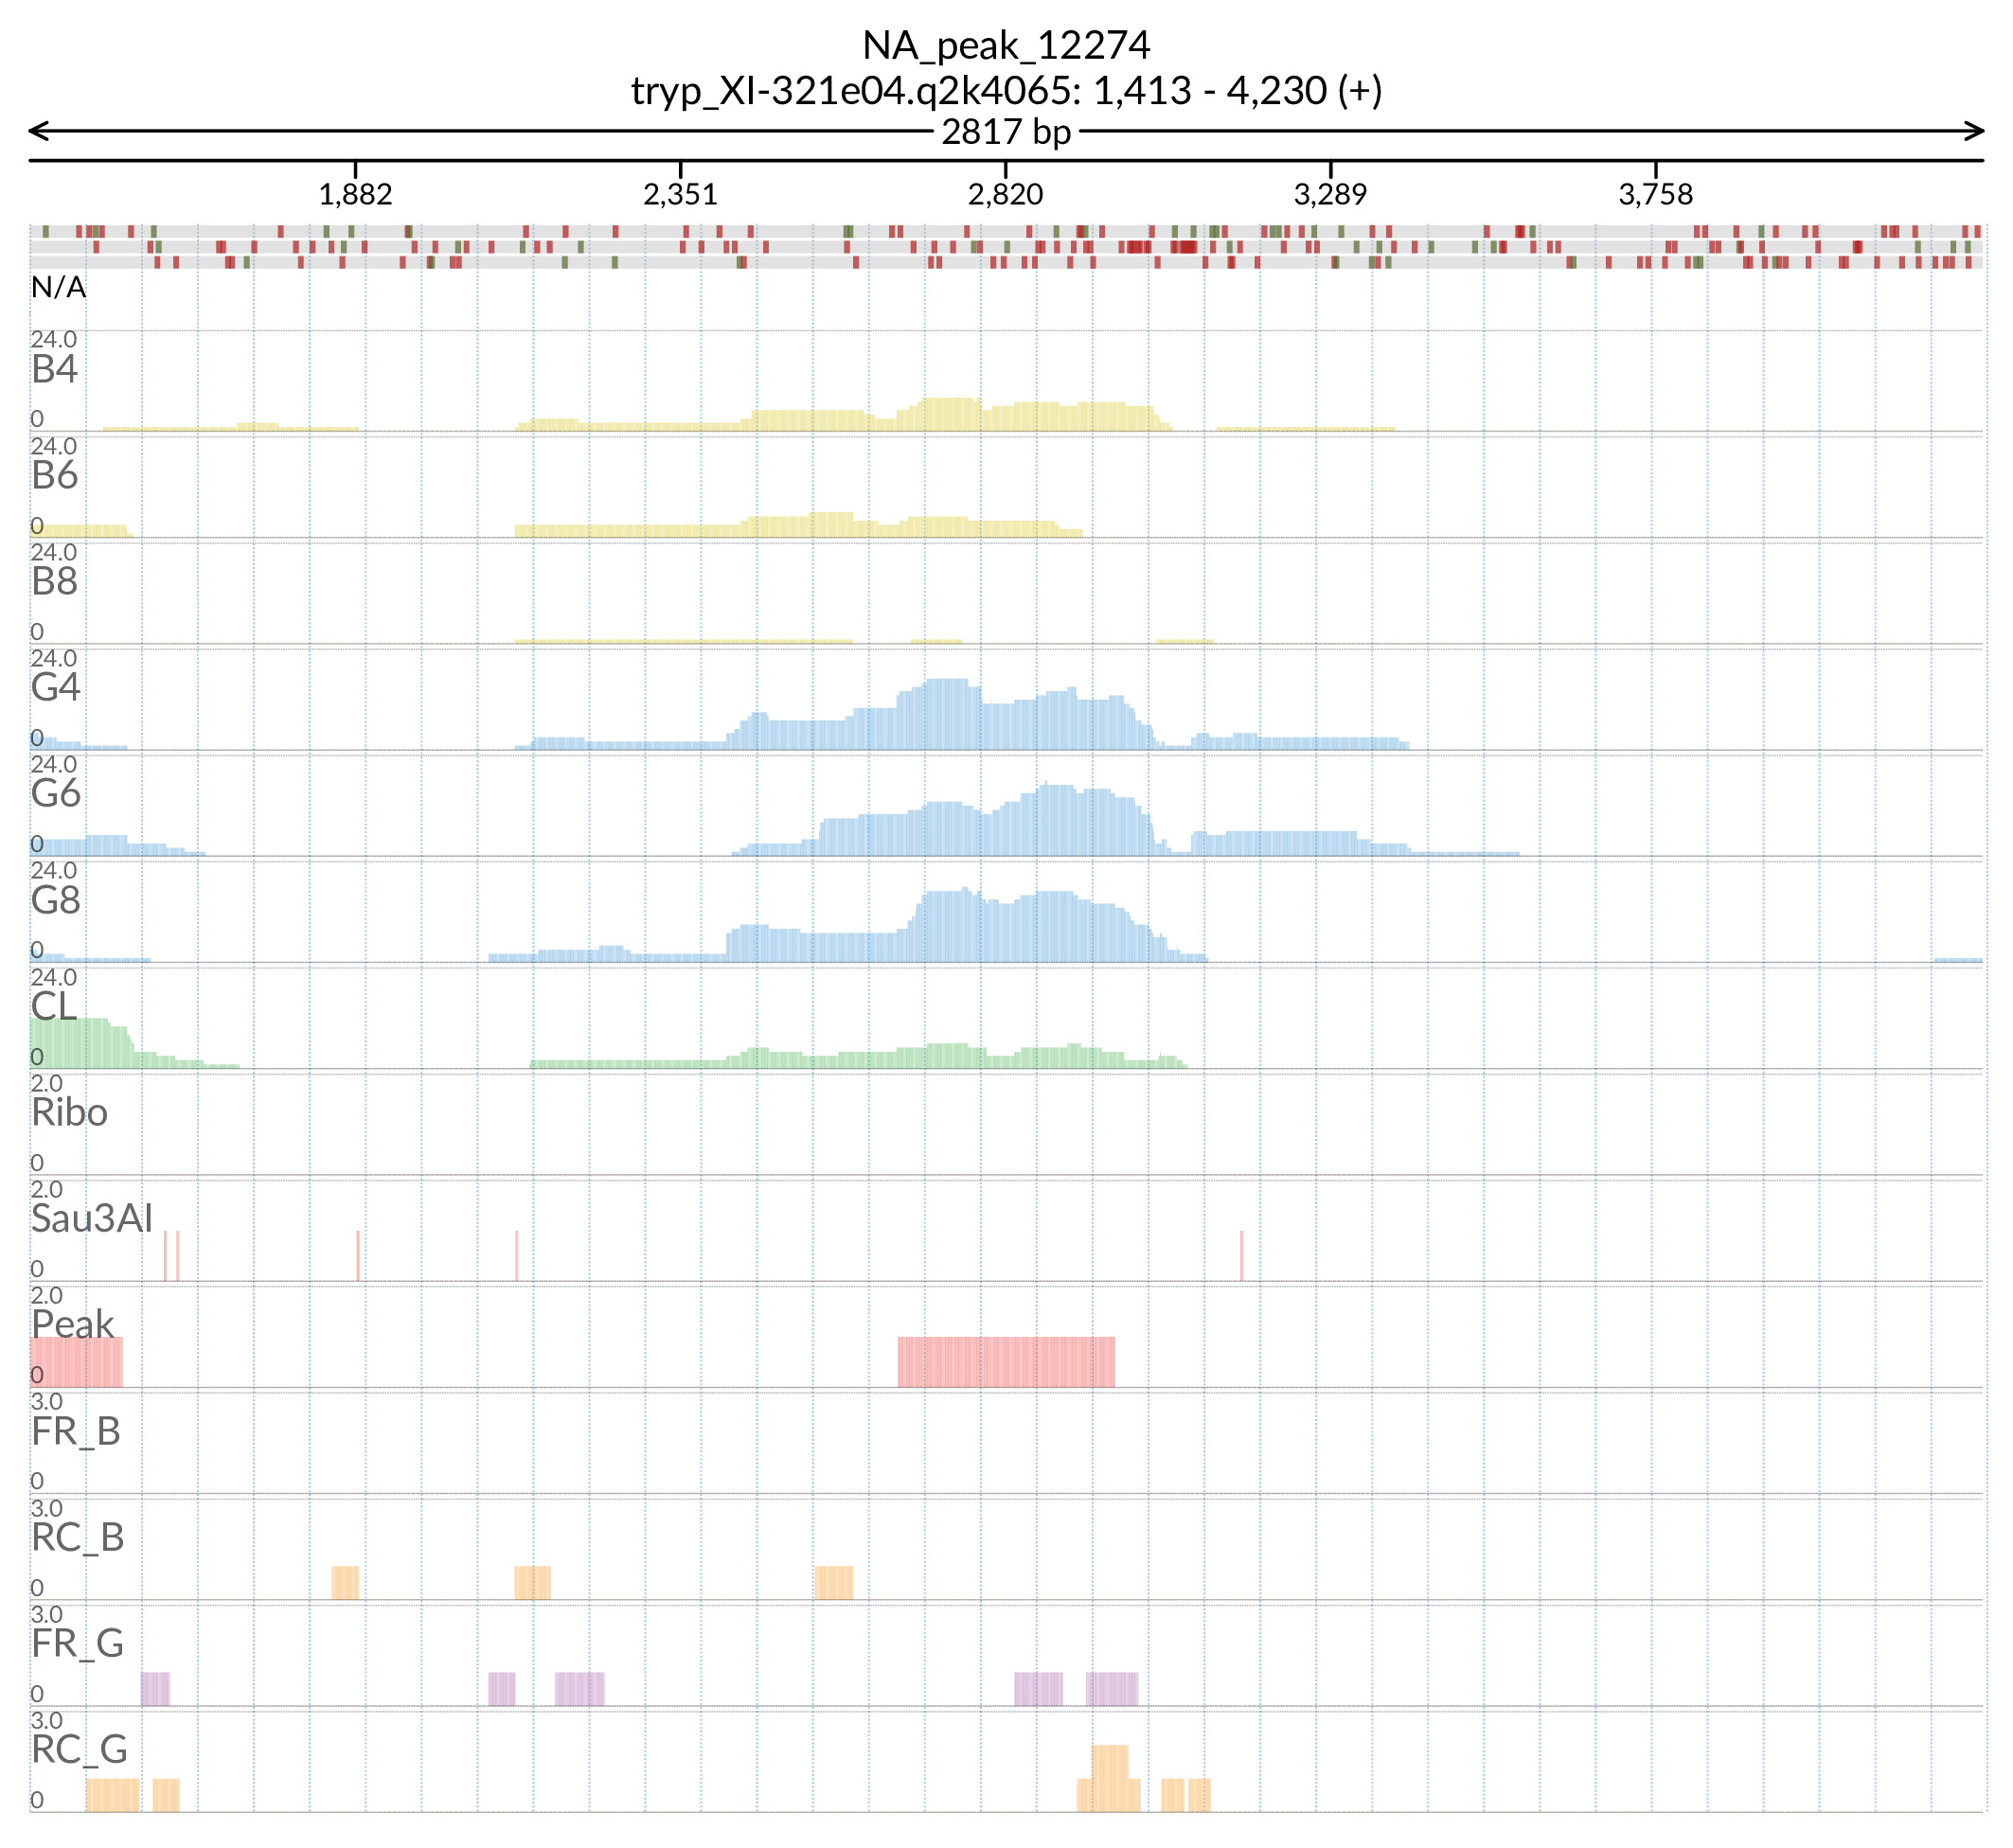 NA_peak_12274
tryp_XI-321e04.q2k4065: 1,413 - 4,230 (+)
2817 bp
1,882 2,351 2,820 3,289 3,758
N/A
24.0
B4
0
24.0
B6
0
24.0
B8
0
24.0
G4
0
24.0
G6
0
24.0
G8
0
24.0
CL
0
2.0
Ribo
0
2.0
Sau3AI
0
2.0
Peak
0
3.0
FR_B
0
3.0
RC_B
0
3.0
FR_G
0
3.0
RC_G
0